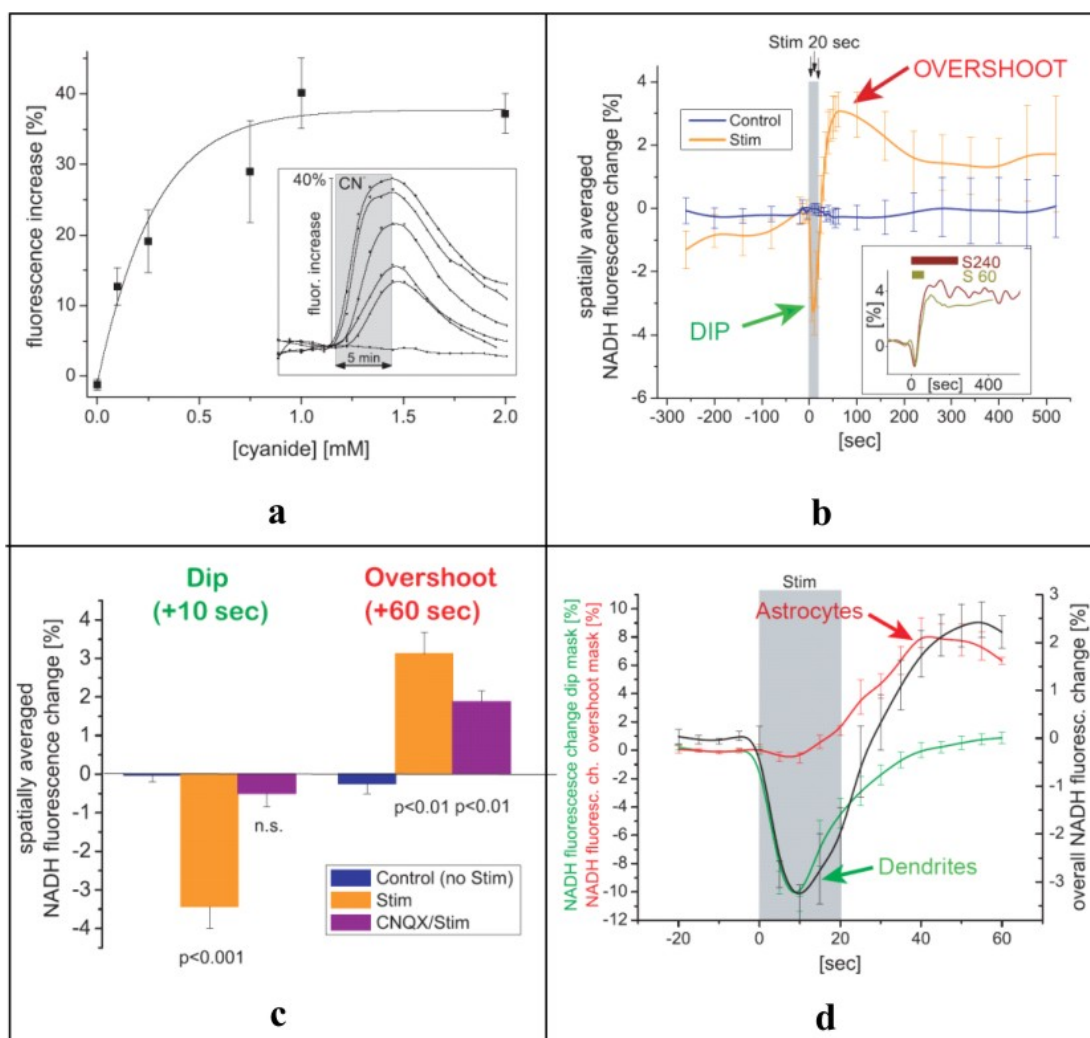 fluorescence increase [%]
40
30
20
10
0
0.0 0.5 1.0 1.5 2.0
[cyanide] [mM]
40%
CN
fluor. increase
5 min
a
Stim 20 sec
OVERSHOOT
spatially averaged
NADH fluorescence change [%]
4
2
0
-2
-4
-6
Control
Stim
DIP
S240
S 60
4
[%]
0
0 [sec] 400
-300 -200 -100 0 100 200 300 400 500
[sec]
b
Dip
(+10 sec)
Overshoot
(+60 sec)
spatially averaged
NADH fluorescence change [%]
4
3
2
1
0
-1
-2
-3
-4
n.s.
p<0.001
p<0.01 p<0.01
Control (no Stim)
Stim
CNQX/Stim
c
Stim
Astrocytes
Dendrites
NADH fluorescesce change dip mask [%]
NADH fluoresc. ch. overshoot mask [%]
10
8
6
4
2
0
-2
-4
-6
-8
-10
-12
3
2
1
0
-1
-2
-3
overall NADH fluoresc. change [%]
-20 0 20 40 60
[sec]
d